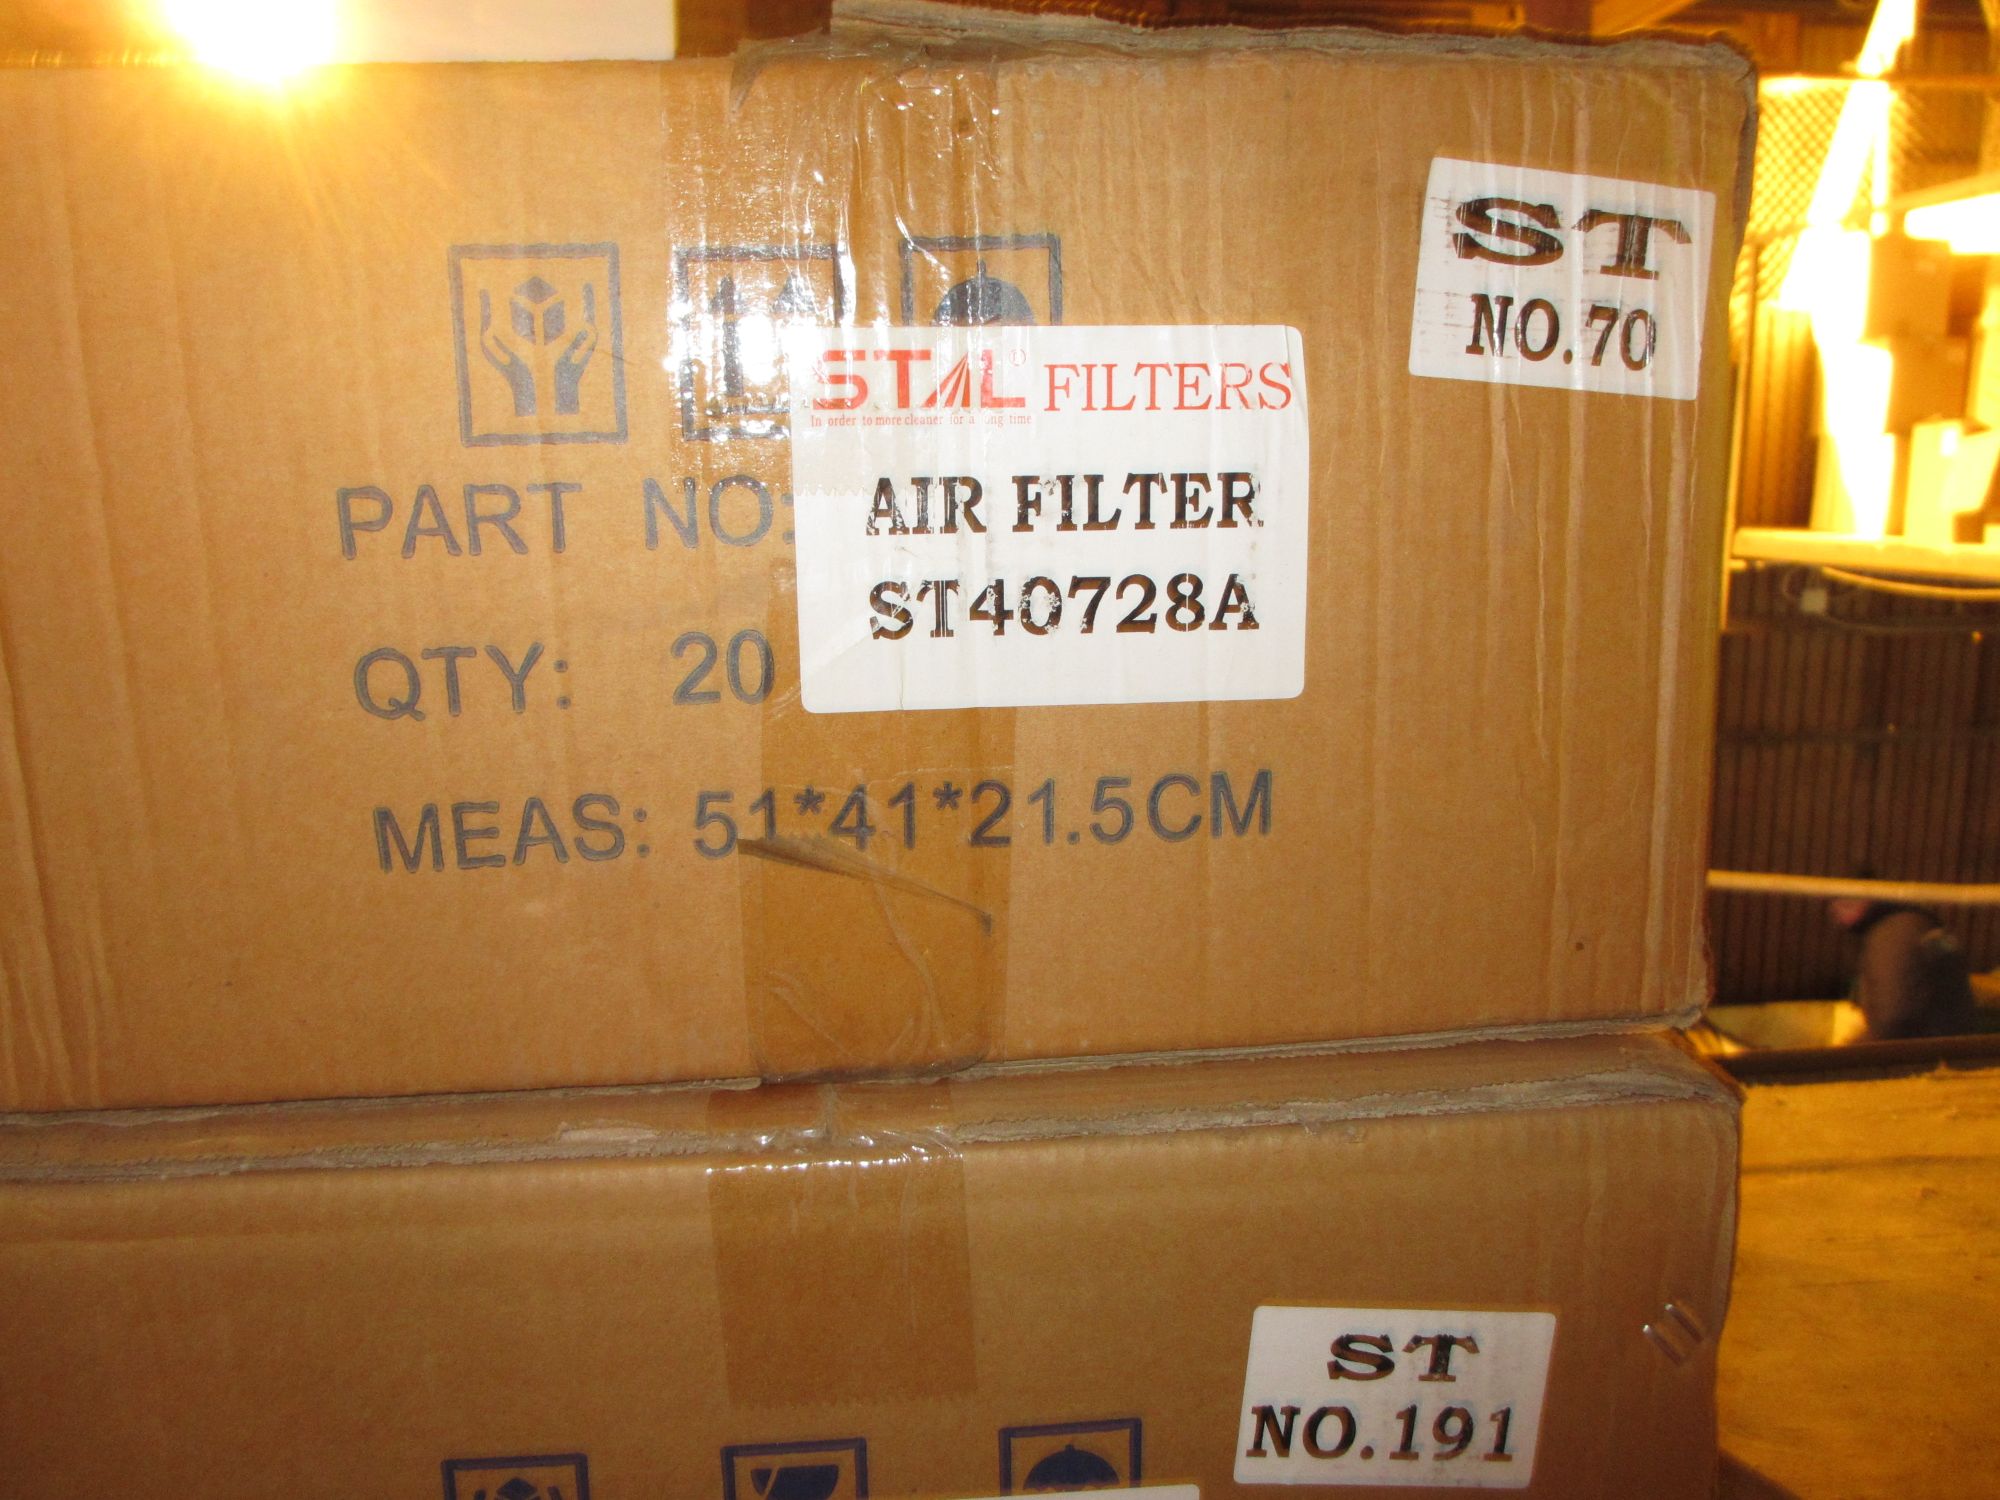 ST
NO.70
STAL® FILTERS
In order to more cleaner for a long time
AIR FILTER
ST40728A
PART NO:
QTY: 20
MEAS: 51*41*21.5CM
ST
NO.191